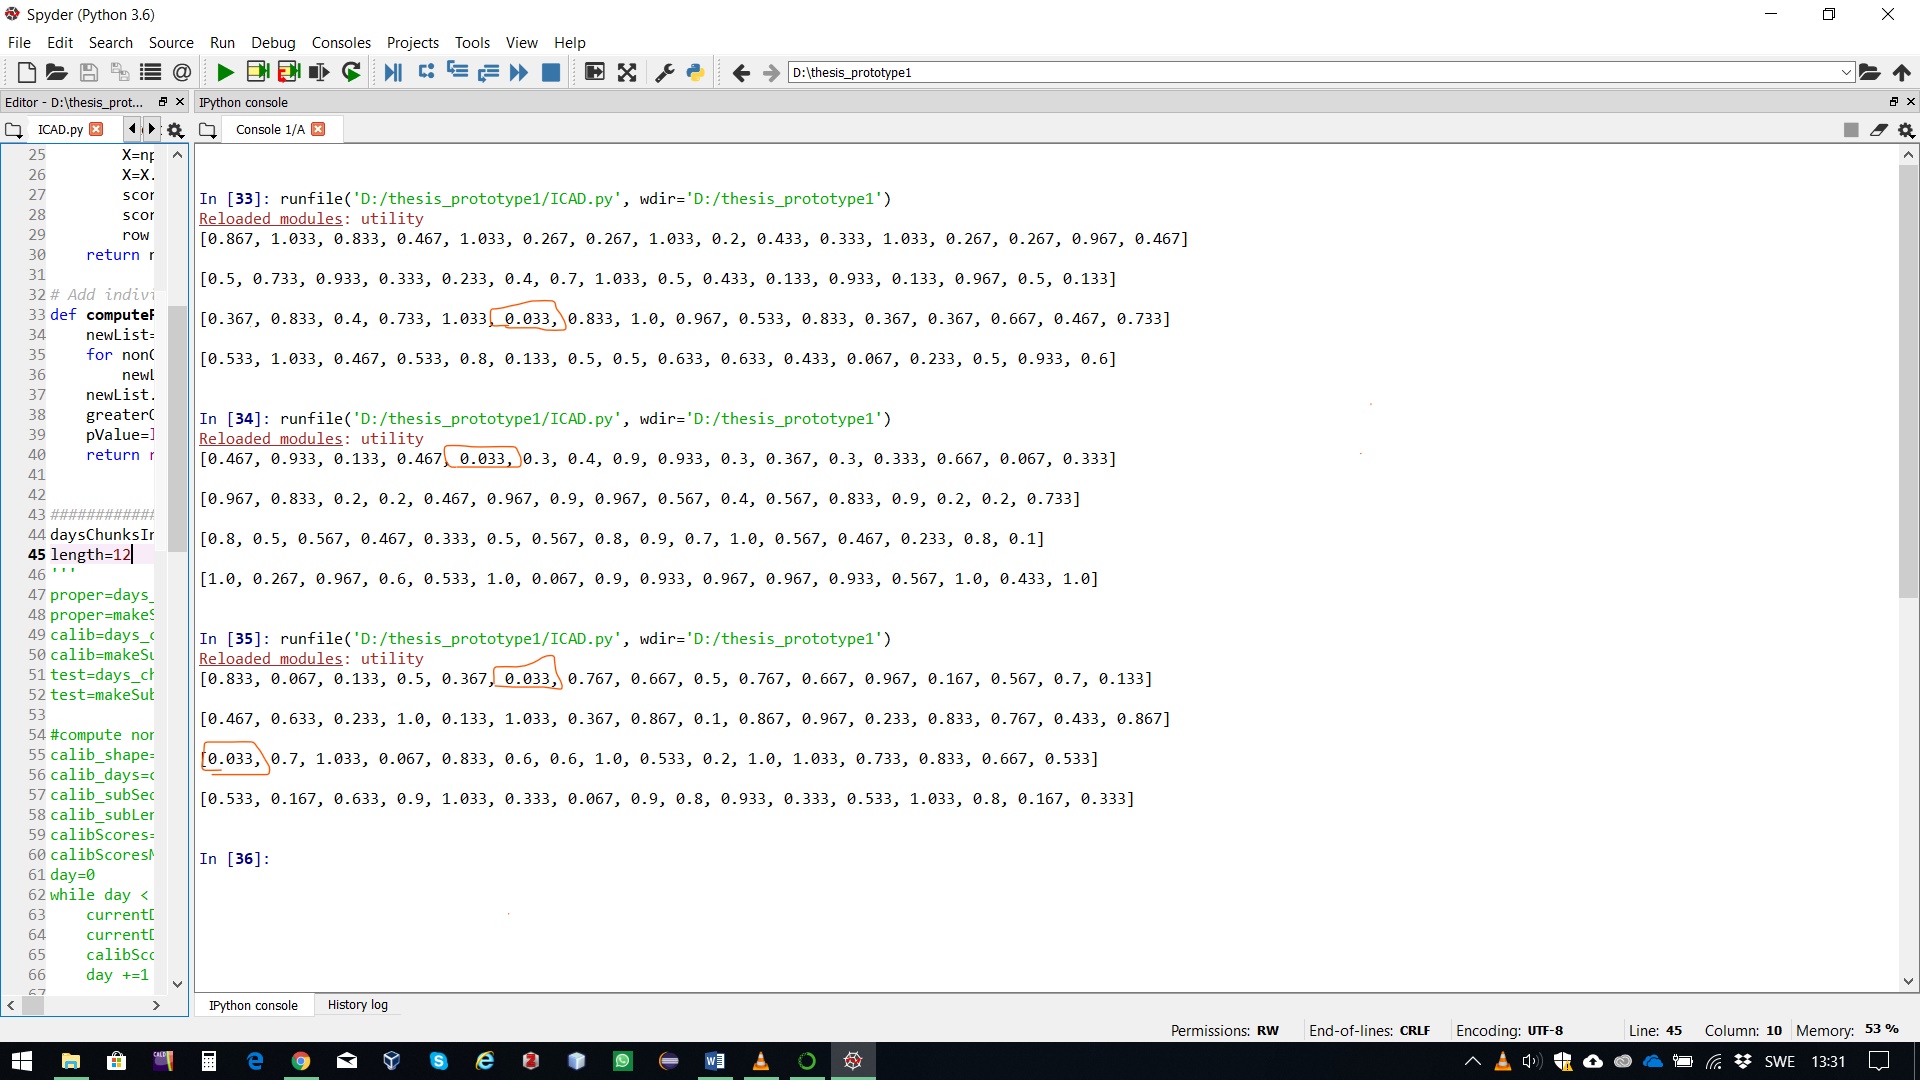 Spyder (Python 3.6)
File Edit Search Source Run Debug Consoles Projects Tools View Help
D:\thesis_prototype1
Editor - D:\thesis_prot...
IPython console
ICAD.py
Console 1/A
25 X=np
26 X=X.
27 scor
28 scor
29 row
30 return r
31
32 # Add indivi
33 def computeP
34 newList=
35 for nonC
36 newL
37 newList.
38 greaterO
39 pValue=
40 return r
41
42
43 ############
44 daysChunksIn
45 length=12
46 '''
47 proper=days_
48 proper=makeS
49 calib=days_c
50 calib=makeSu
51 test=days_ch
52 test=makeSub
53
54 #compute non
55 calib_shape=
56 calib_days=c
57 calib_subSeq
58 calib_subLen
59 calibScores=
60 calibScoresM
61 day=0
62 while day <
63 currentD
64 currentD
65 calibSco
66 day +=1
67
In [33]: runfile('D:/thesis_prototype1/ICAD.py', wdir='D:/thesis_prototype1')
Reloaded modules: utility
[0.867, 1.033, 0.833, 0.467, 1.033, 0.267, 0.267, 1.033, 0.2, 0.433, 0.333, 1.033, 0.267, 0.267, 0.967, 0.467]
[0.5, 0.733, 0.933, 0.333, 0.233, 0.4, 0.7, 1.033, 0.5, 0.433, 0.133, 0.933, 0.133, 0.967, 0.5, 0.133]
[0.367, 0.833, 0.4, 0.733, 1.033, 0.033, 0.833, 1.0, 0.967, 0.533, 0.833, 0.367, 0.367, 0.667, 0.467, 0.733]
[0.533, 1.033, 0.467, 0.533, 0.8, 0.133, 0.5, 0.5, 0.633, 0.633, 0.433, 0.067, 0.233, 0.5, 0.933, 0.6]
In [34]: runfile('D:/thesis_prototype1/ICAD.py', wdir='D:/thesis_prototype1')
Reloaded modules: utility
[0.467, 0.933, 0.133, 0.467, 0.033, 0.3, 0.4, 0.9, 0.933, 0.3, 0.367, 0.3, 0.333, 0.667, 0.067, 0.333]
[0.967, 0.833, 0.2, 0.2, 0.467, 0.967, 0.9, 0.967, 0.567, 0.4, 0.567, 0.833, 0.9, 0.2, 0.2, 0.733]
[0.8, 0.5, 0.567, 0.467, 0.333, 0.5, 0.567, 0.8, 0.9, 0.7, 1.0, 0.567, 0.467, 0.233, 0.8, 0.1]
[1.0, 0.267, 0.967, 0.6, 0.533, 1.0, 0.067, 0.9, 0.933, 0.967, 0.967, 0.933, 0.567, 1.0, 0.433, 1.0]
In [35]: runfile('D:/thesis_prototype1/ICAD.py', wdir='D:/thesis_prototype1')
Reloaded modules: utility
[0.833, 0.067, 0.133, 0.5, 0.367, 0.033, 0.767, 0.667, 0.5, 0.767, 0.667, 0.967, 0.167, 0.567, 0.7, 0.133]
[0.467, 0.633, 0.233, 1.0, 0.133, 1.033, 0.367, 0.867, 0.1, 0.867, 0.967, 0.233, 0.833, 0.767, 0.433, 0.867]
[0.033, 0.7, 1.033, 0.067, 0.833, 0.6, 0.6, 1.0, 0.533, 0.2, 1.0, 1.033, 0.733, 0.833, 0.667, 0.533]
[0.533, 0.167, 0.633, 0.9, 1.033, 0.333, 0.067, 0.9, 0.8, 0.933, 0.333, 0.533, 1.033, 0.8, 0.167, 0.333]
In [36]:
IPython console History log
Permissions: RW End-of-lines: CRLF Encoding: UTF-8 Line: 45 Column: 10 Memory: 53 %
SWE 13:31